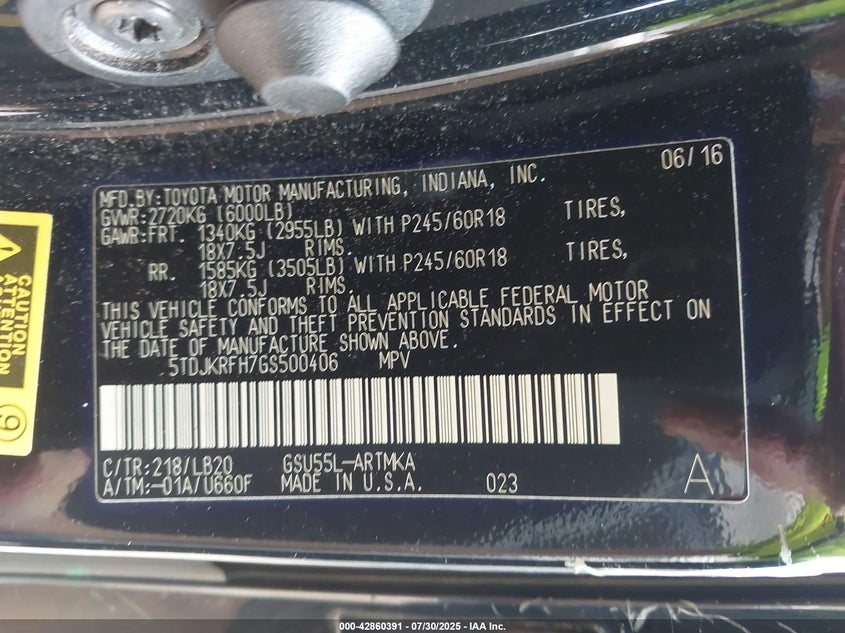 06/16
MFD.BY:TOYOTA MOTOR MANUFACTURING, INDIANA, INC.
GVWR:2720KG (6000LB)
GAWR:FRT. 1340KG (2955LB) WITH P245/60R18 TIRES,
18X7.5J RIMS.
RR. 1585KG (3505LB) WITH P245/60R18 TIRES,
18X7.5J RIMS.
THIS VEHICLE CONFORMS TO ALL APPLICABLE FEDERAL MOTOR
VEHICLE SAFETY AND THEFT PREVENTION STANDARDS IN EFFECT ON
THE DATE OF MANUFACTURE SHOWN ABOVE.
5TDJKRFH7GS500406 MPV
C/TR:218/LB20 GSU55L-ARTMKA
A/TM:-01A/U660F MADE IN U.S.A. 023 A
CAUTION
ATTENTION
9
000-42860391 - 07/30/2025 - IAA Inc.